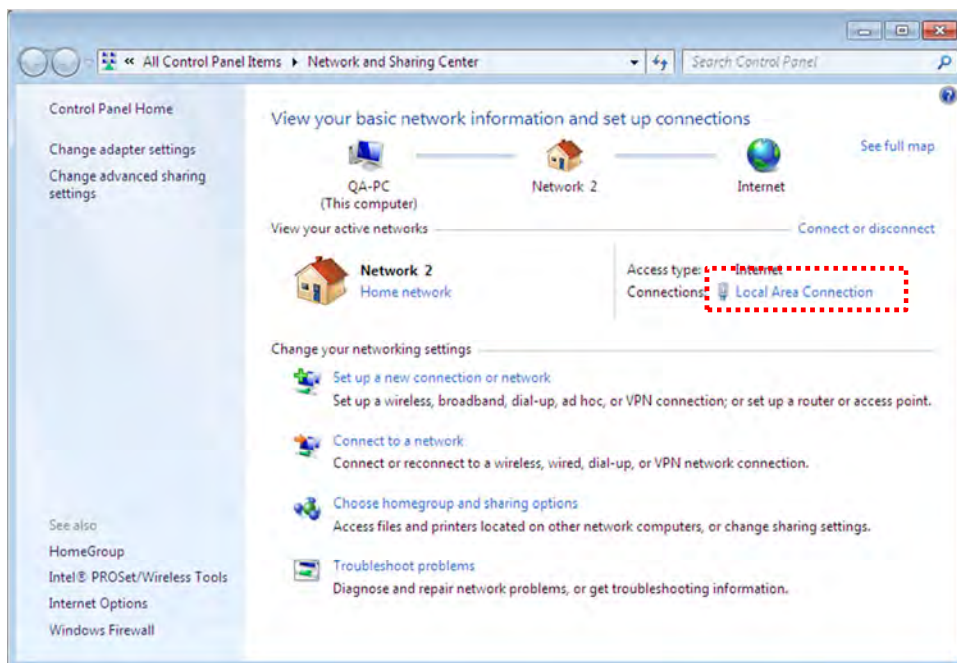 « All Control Panel Items ▸ Network and Sharing Center
Search Control Panel
Control Panel Home
Change adapter settings
Change advanced sharing
settings
View your basic network information and set up connections
See full map
QA-PC
(This computer)
Network 2
Internet
View your active networks
Connect or disconnect
Network 2
Home network
Access type: Internet
Connections: Local Area Connection
Change your networking settings
Set up a new connection or network
Set up a wireless, broadband, dial-up, ad hoc, or VPN connection; or set up a router or access point.
Connect to a network
Connect or reconnect to a wireless, wired, dial-up, or VPN network connection.
Choose homegroup and sharing options
Access files and printers located on other network computers, or change sharing settings.
Troubleshoot problems
Diagnose and repair network problems, or get troubleshooting information.
See also
HomeGroup
Intel® PROSet/Wireless Tools
Internet Options
Windows Firewall